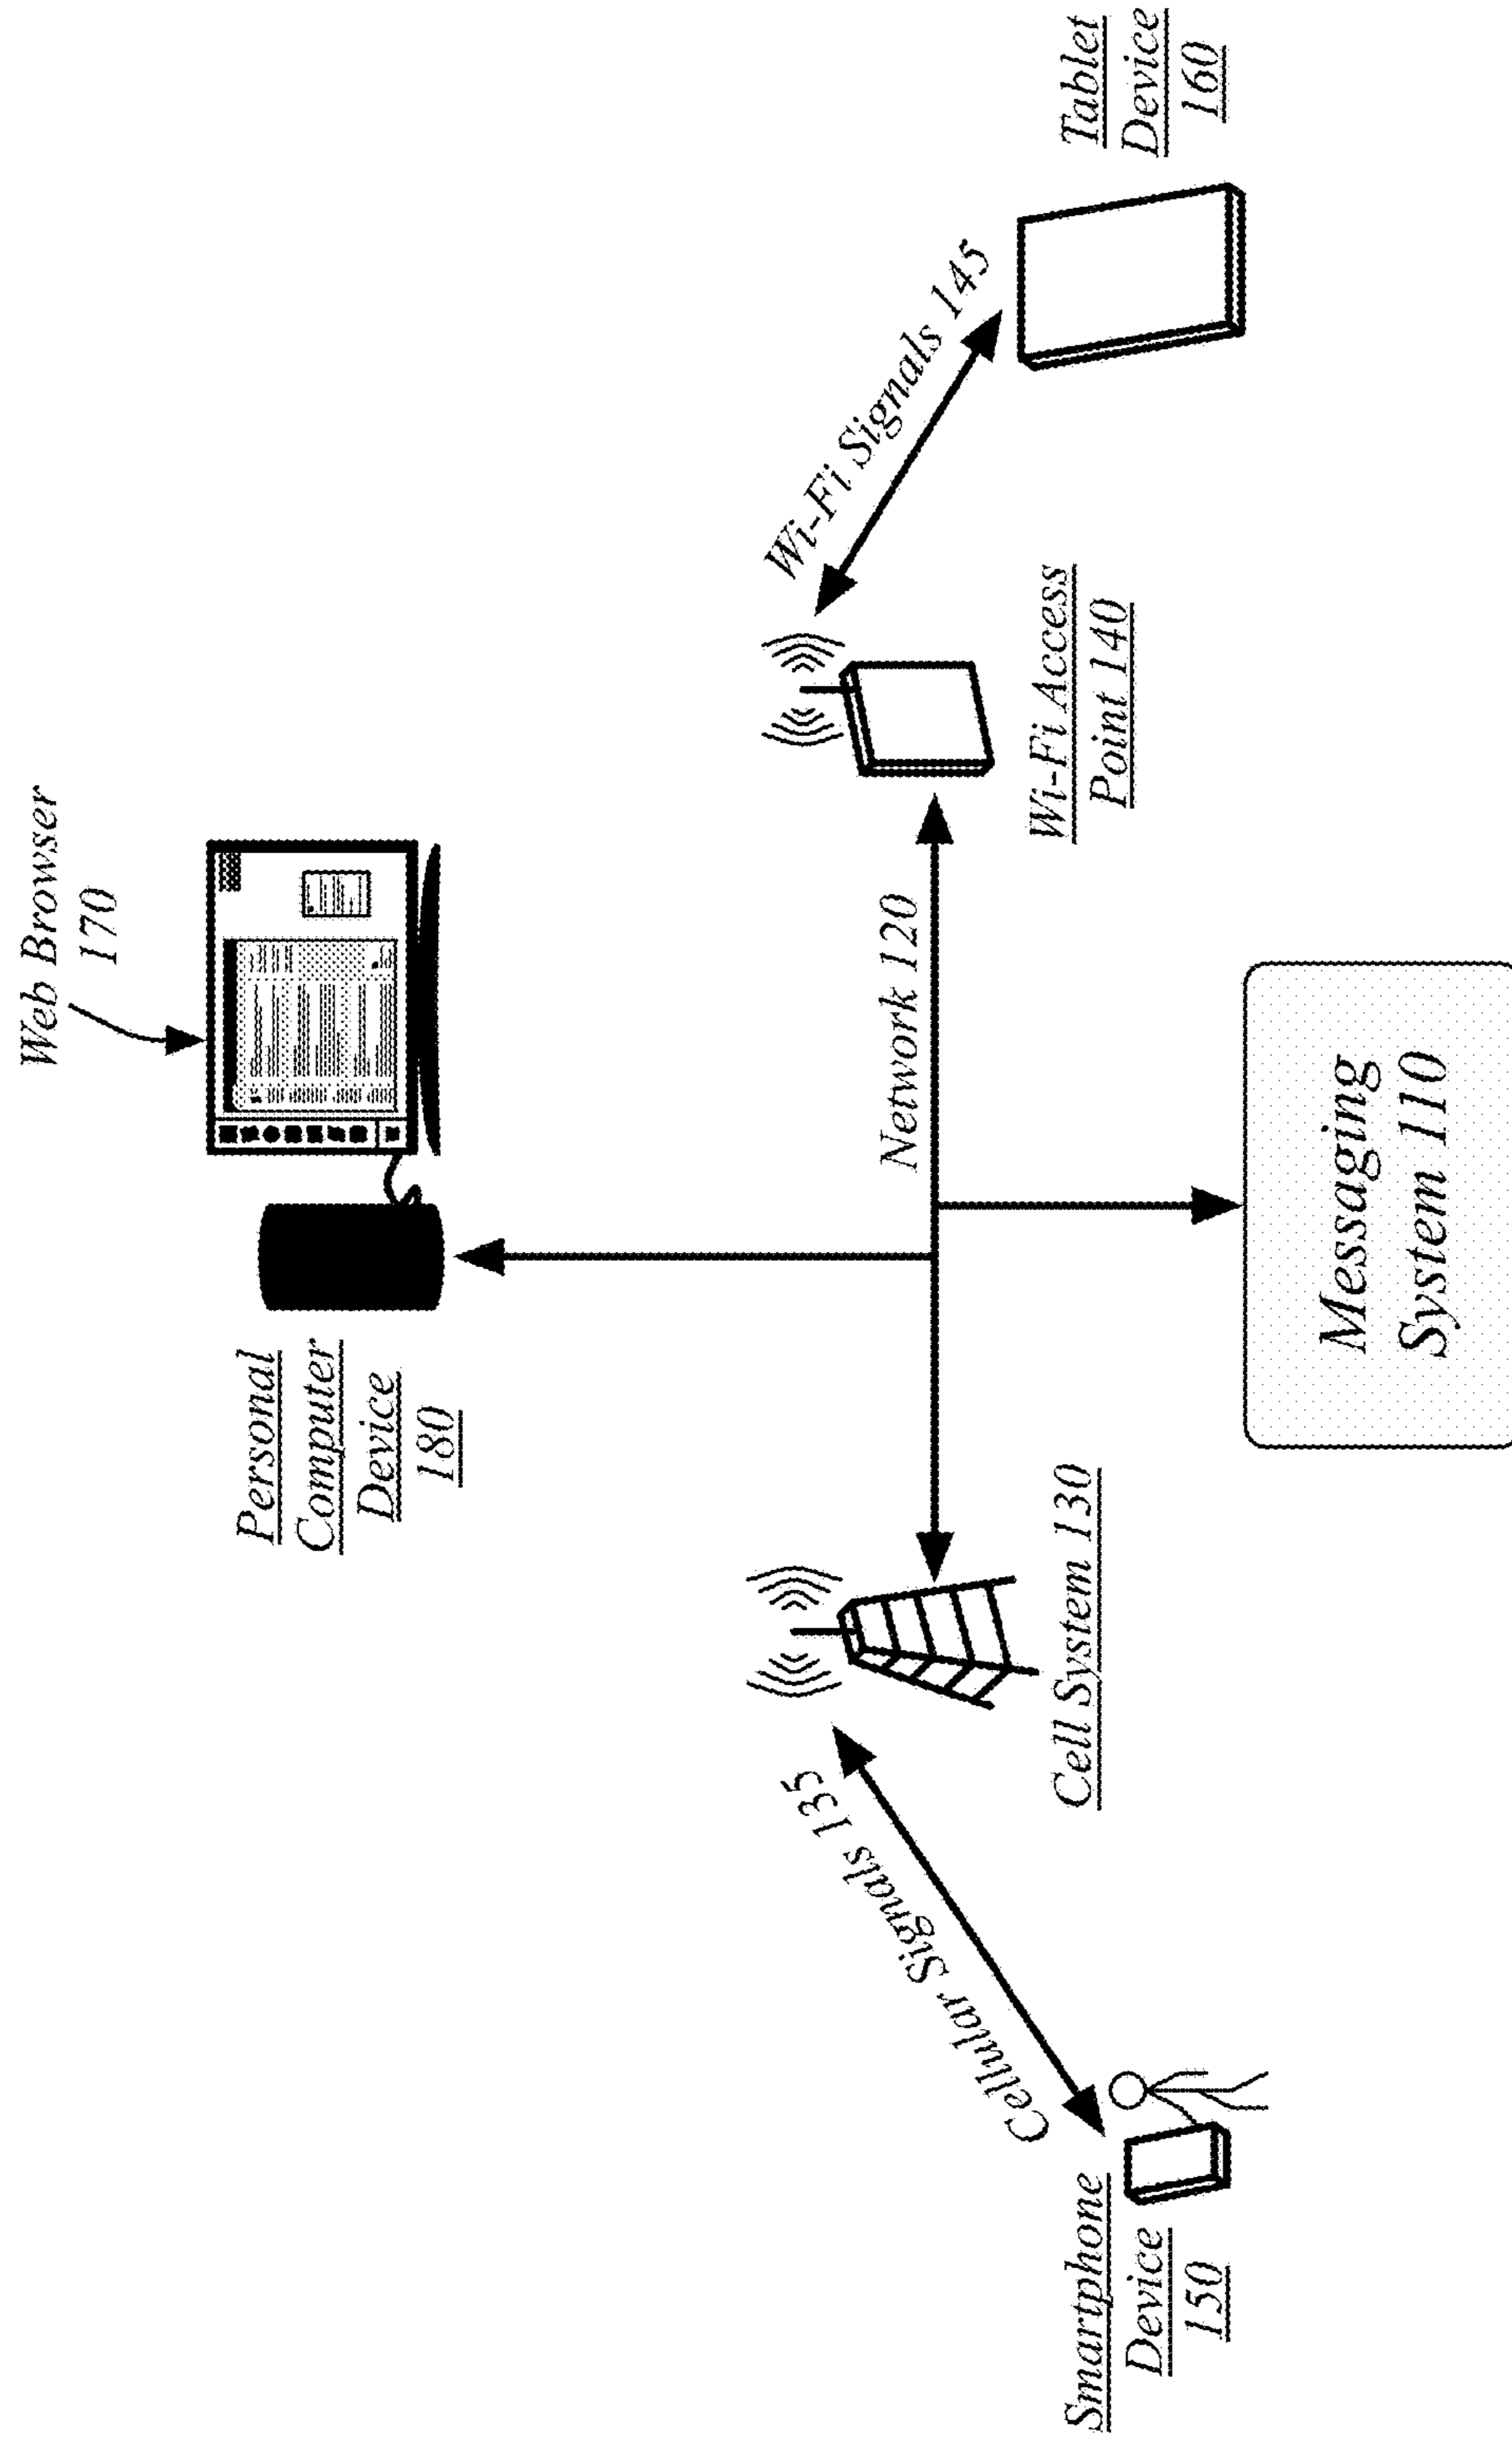 Web Browser
170
Personal
Computer
Device
180
Network 120
Cellular Signals 135
Wi-Fi Signals 145
Cell System 130
Wi-Fi Access
Point 140
Smartphone
Device
150
Tablet
Device
160
Messaging
System 110